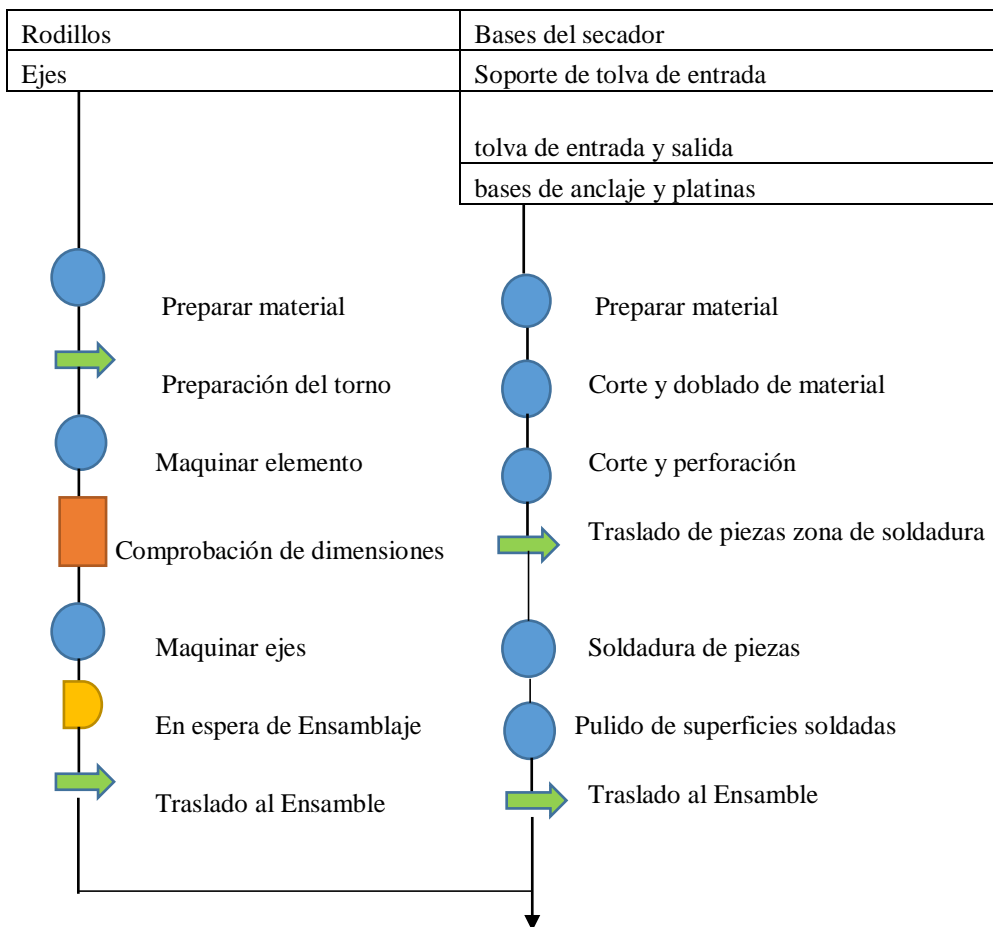 Rodillos
Bases del secador
Ejes
Soporte de tolva de entrada
tolva de entrada y salida
bases de anclaje y platinas
Preparar material
Preparación del torno
Maquinar elemento
Comprobación de dimensiones
Maquinar ejes
En espera de Ensamblaje
Traslado al Ensamble
Preparar material
Corte y doblado de material
Corte y perforación
Traslado de piezas zona de soldadura
Soldadura de piezas
Pulido de superficies soldadas
Traslado al Ensamble